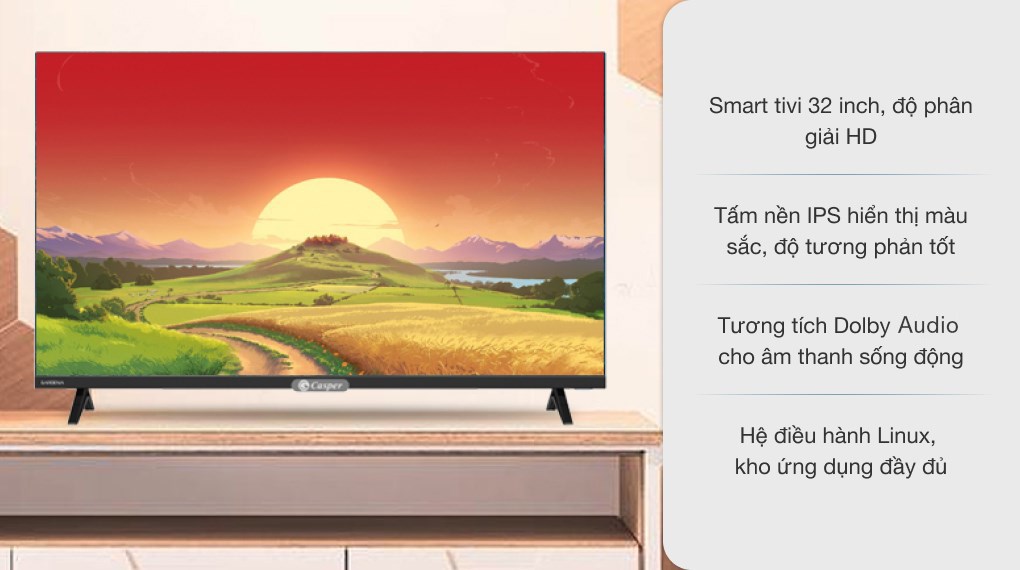 Smart tivi 32 inch, độ phân
giải HD
Tấm nền IPS hiển thị màu
sắc, độ tương phản tốt
Tương tích Dolby Audio
cho âm thanh sống động
Hệ điều hành Linux,
kho ứng dụng đầy đủ
Casper